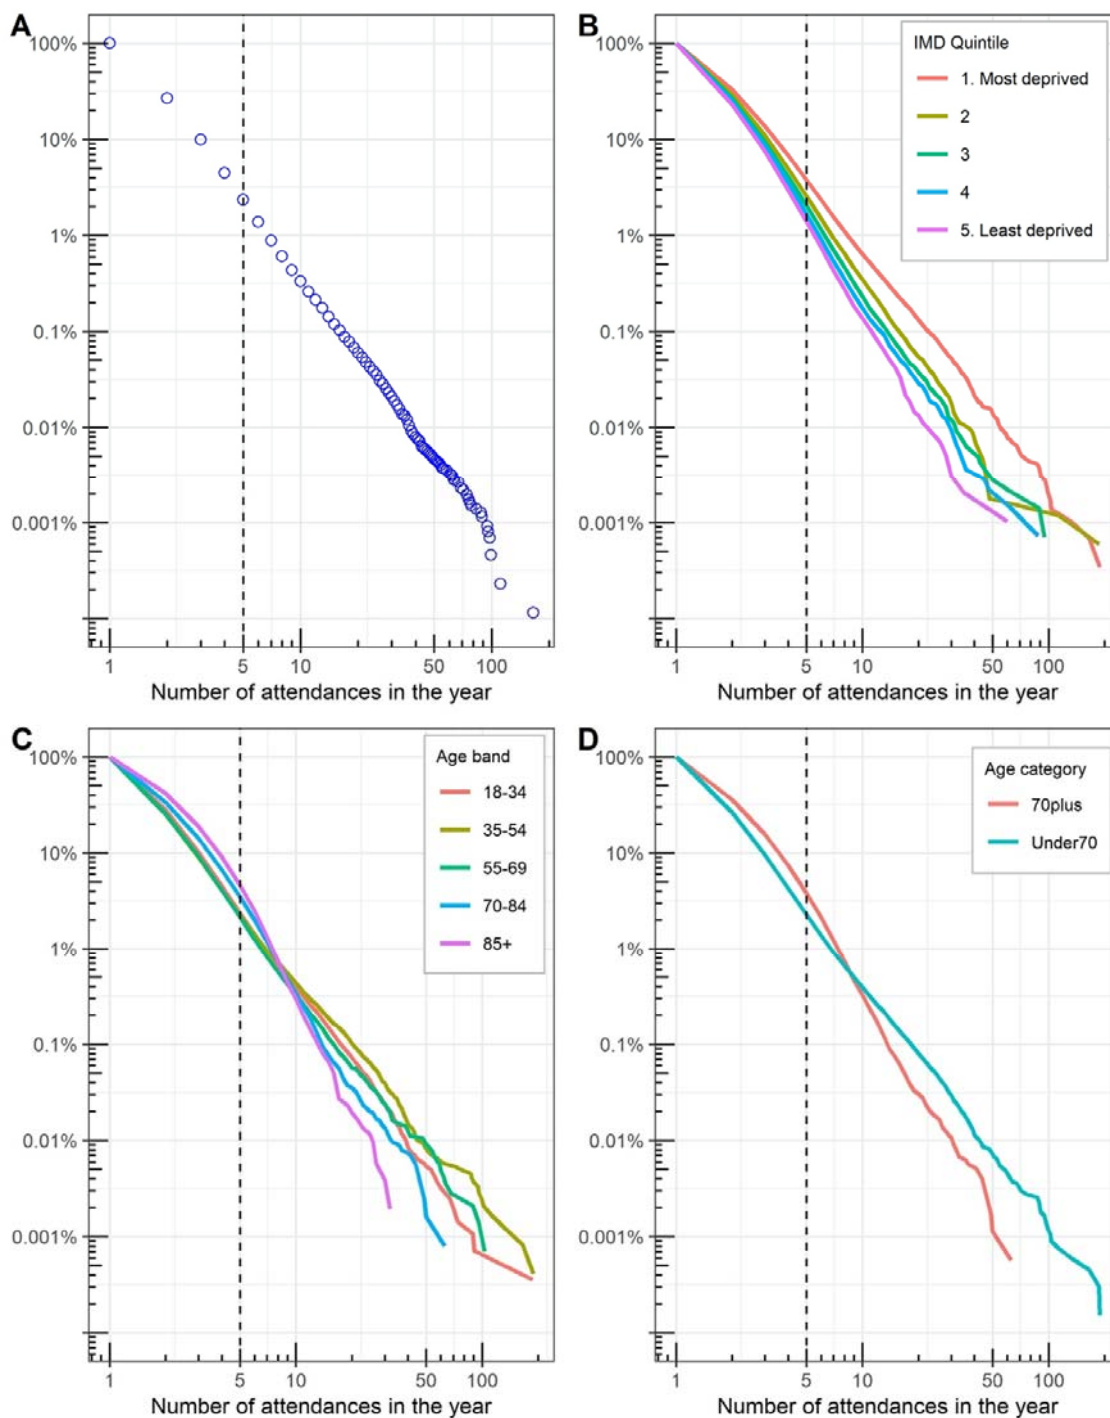 A
100%
10%
1%
0.1%
0.01%
0.001%
1 5 10 50 100
Number of attendances in the year
B
100%
10%
1%
0.1%
0.01%
0.001%
IMD Quintile
1. Most deprived
2
3
4
5. Least deprived
1 5 10 50 100
Number of attendances in the year
C
100%
10%
1%
0.1%
0.01%
0.001%
Age band
18-34
35-54
55-69
70-84
85+
1 5 10 50 100
Number of attendances in the year
D
100%
10%
1%
0.1%
0.01%
0.001%
Age category
70plus
Under70
1 5 10 50 100
Number of attendances in the year